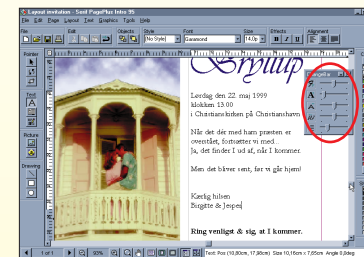 Layout invitation - Serif PagePlus Intro 95
File Edit Page Layout Text Graphics Tools Help
File Edit Objects Style Font Size Effects Alignment
[No Style] Garamond 14,0p B I U
Pointer
Text
A
Picture
Drawing
Bryllup
Lørdag den 22. maj 1999
klokken 13:00
i Christianskirken på Christianshavn
Når det dér med ham præsten er
overstået, fortsætter vi med...
Ja, det finder I ud af, når I kommer.
Men det bliver sent, før vi går hjem!
Kærlig hilsen
Birgitte & Jesper
Ring venligst & sig, at I kommer.
1 of 1 93% Text: Pos (10,80cm, 17,98cm) Size 10,16cm x 7,65cm Angle 0,0deg